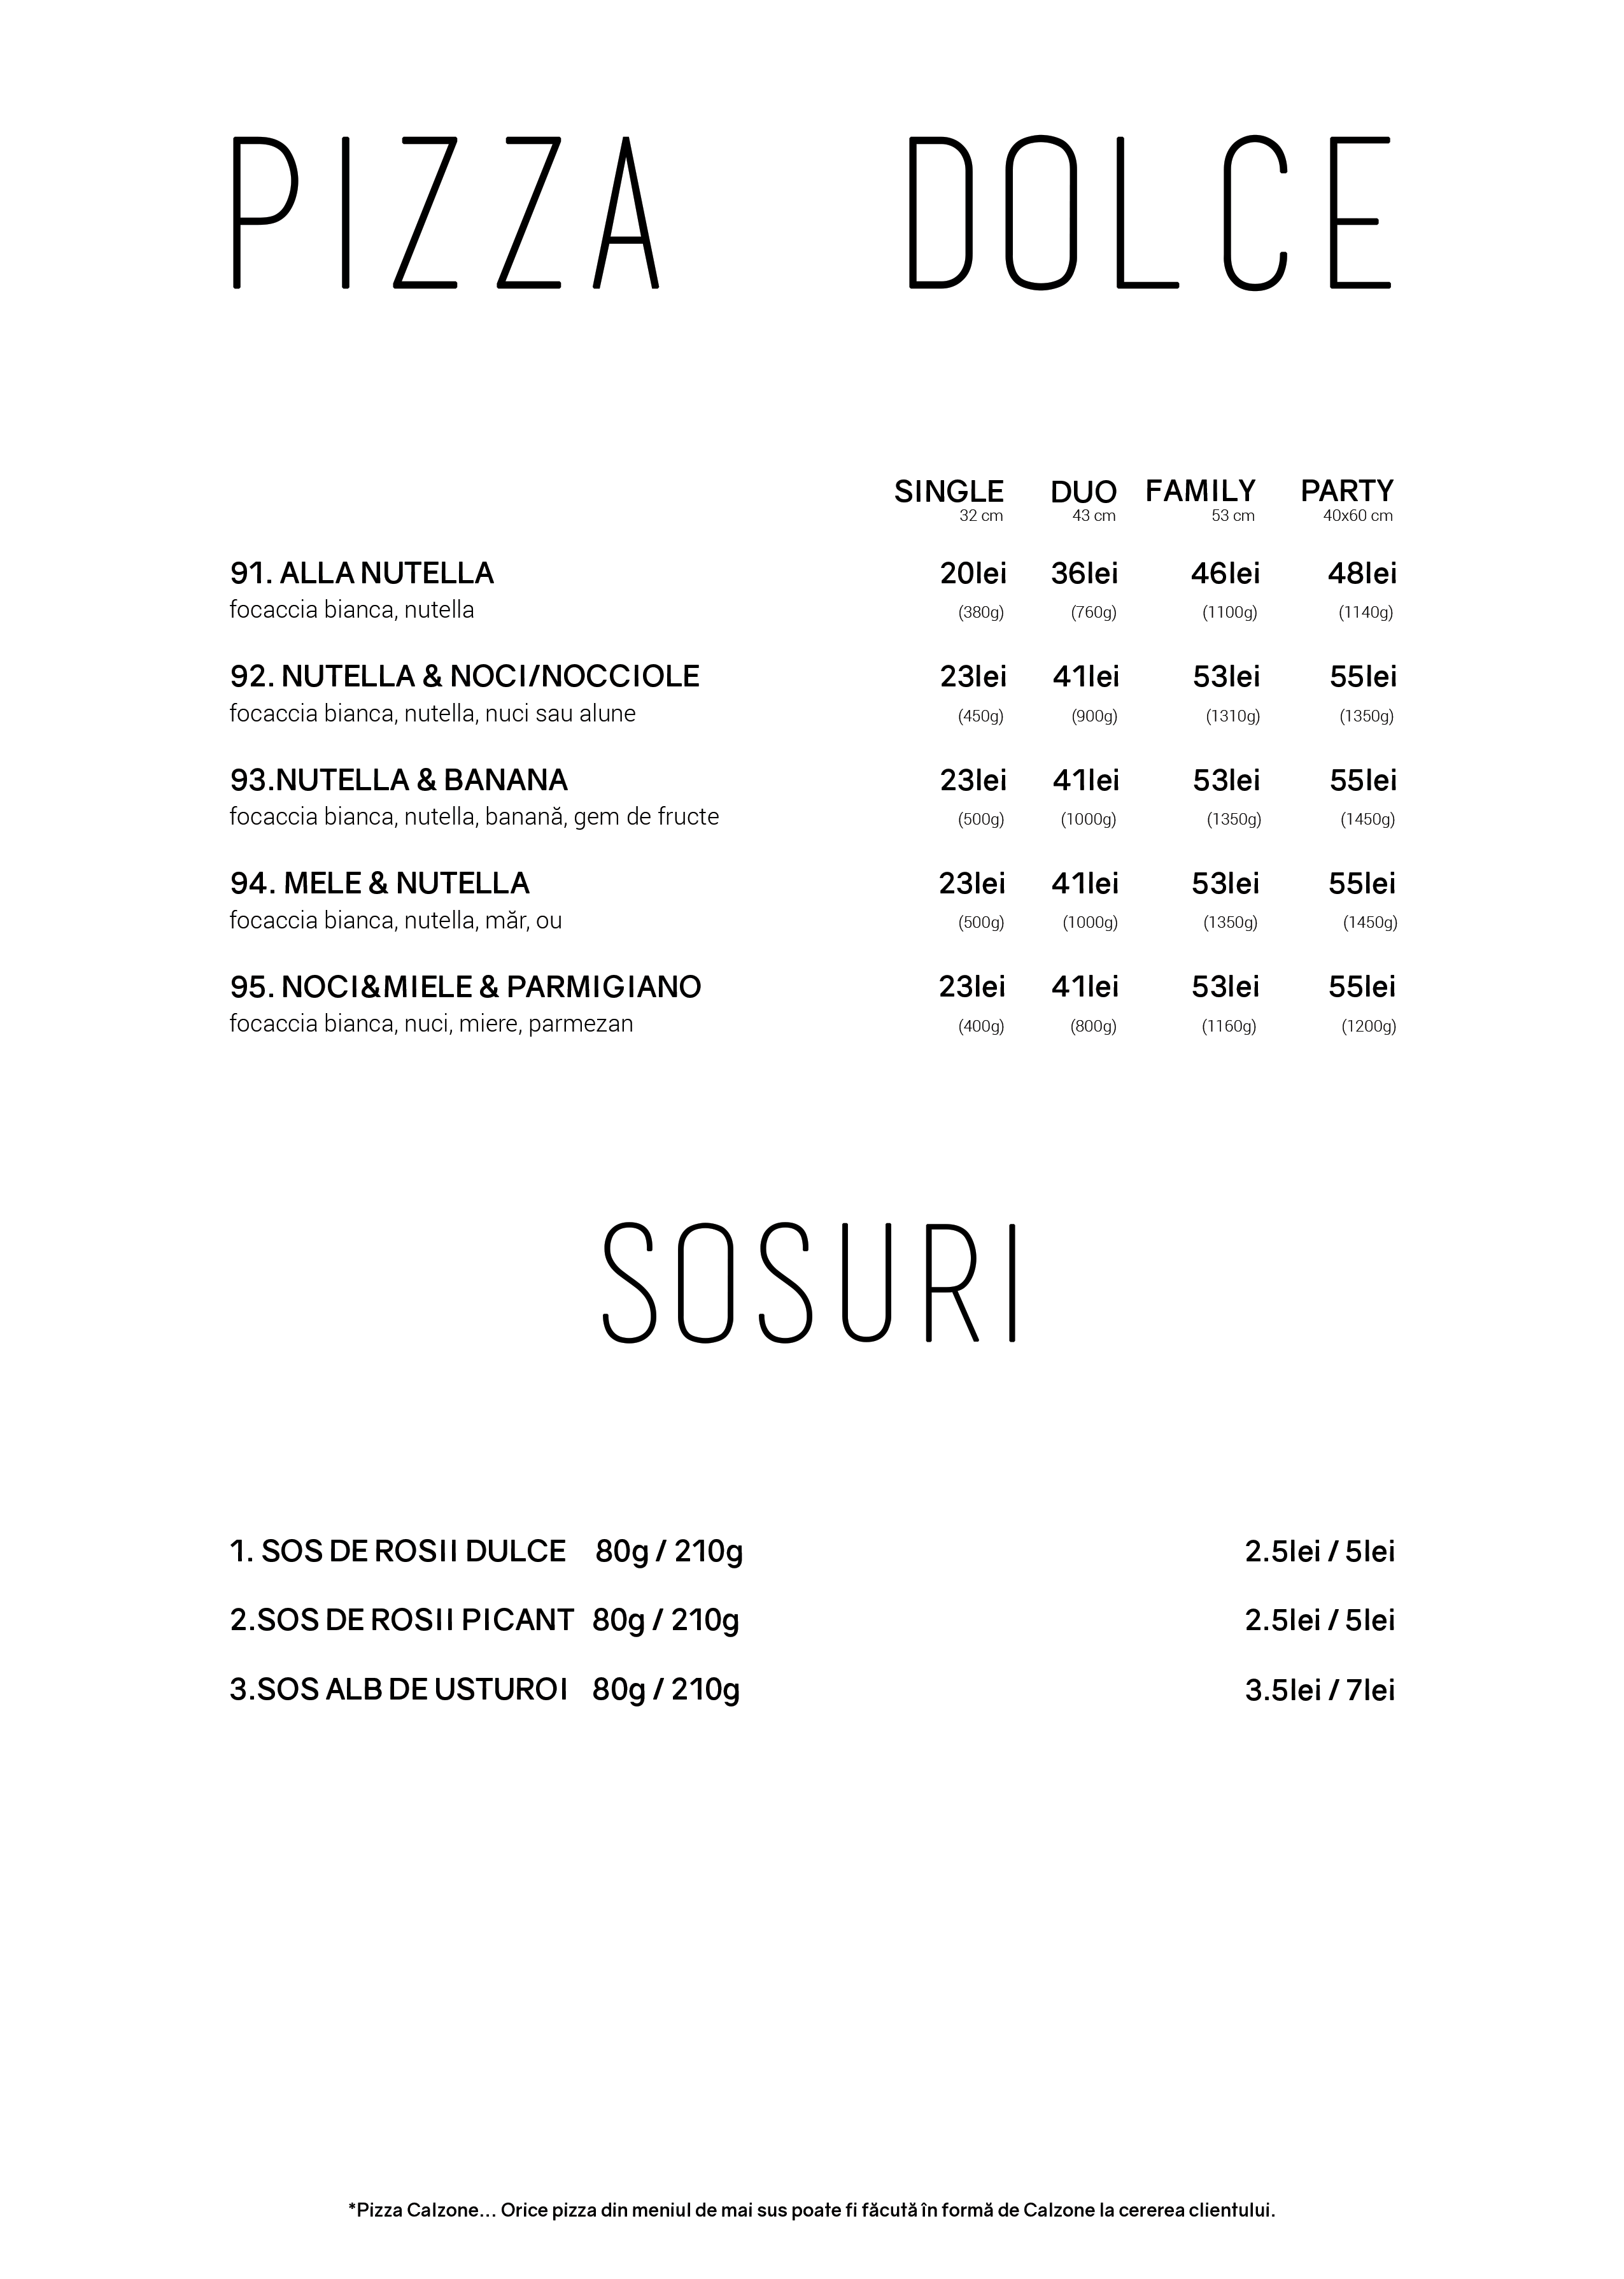 PIZZA DOLCE
SINGLE DUO FAMILY PARTY
32 cm 43 cm 53 cm 40x60 cm
91. ALLA NUTELLA 20lei 36lei 46lei 48lei
focaccia bianca, nutella (380g) (760g) (1100g) (1140g)
92. NUTELLA & NOCI/NOCCIOLE 23lei 41lei 53lei 55lei
focaccia bianca, nutella, nuci sau alune (450g) (900g) (1310g) (1350g)
93.NUTELLA & BANANA 23lei 41lei 53lei 55lei
focaccia bianca, nutella, banană, gem de fructe (500g) (1000g) (1350g) (1450g)
94. MELE & NUTELLA 23lei 41lei 53lei 55lei
focaccia bianca, nutella, măr, ou (500g) (1000g) (1350g) (1450g)
95. NOCI&MIELE & PARMIGIANO 23lei 41lei 53lei 55lei
focaccia bianca, nuci, miere, parmezan (400g) (800g) (1160g) (1200g)
SOSURI
1. SOS DE ROSII DULCE 80g / 210g 2.5lei / 5lei
2.SOS DE ROSII PICANT 80g / 210g 2.5lei / 5lei
3.SOS ALB DE USTUROI 80g / 210g 3.5lei / 7lei
*Pizza Calzone... Orice pizza din meniul de mai sus poate fi făcută în formă de Calzone la cererea clientului.